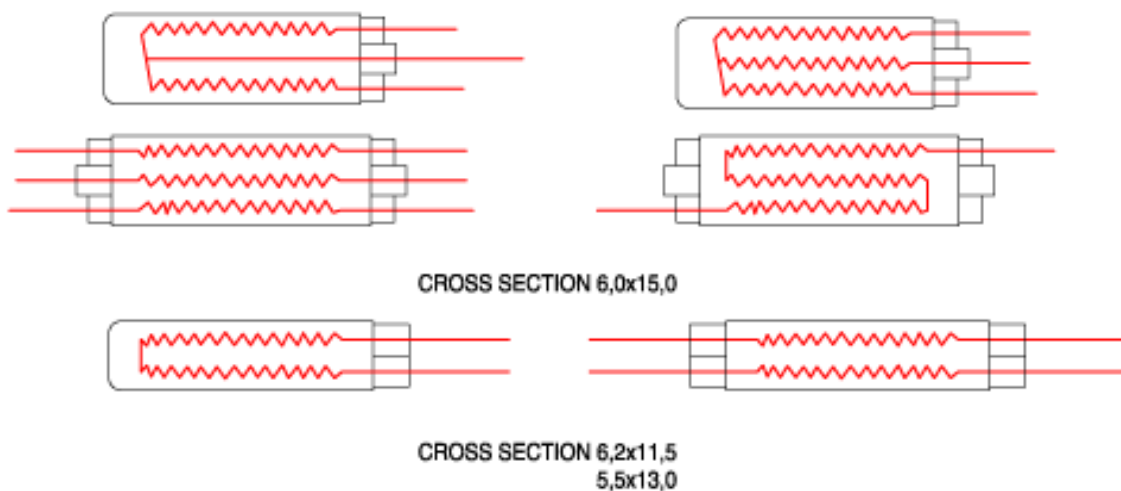 CROSS SECTION 6,0x15,0
CROSS SECTION 6,2x11,5
5,5x13,0